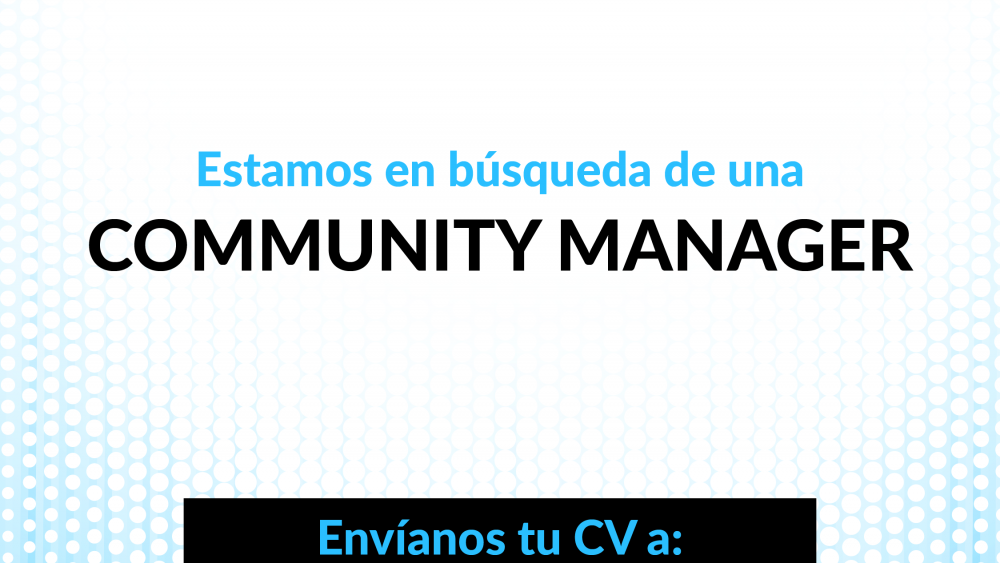 Estamos en búsqueda de una
COMMUNITY MANAGER
Envíanos tu CV a: